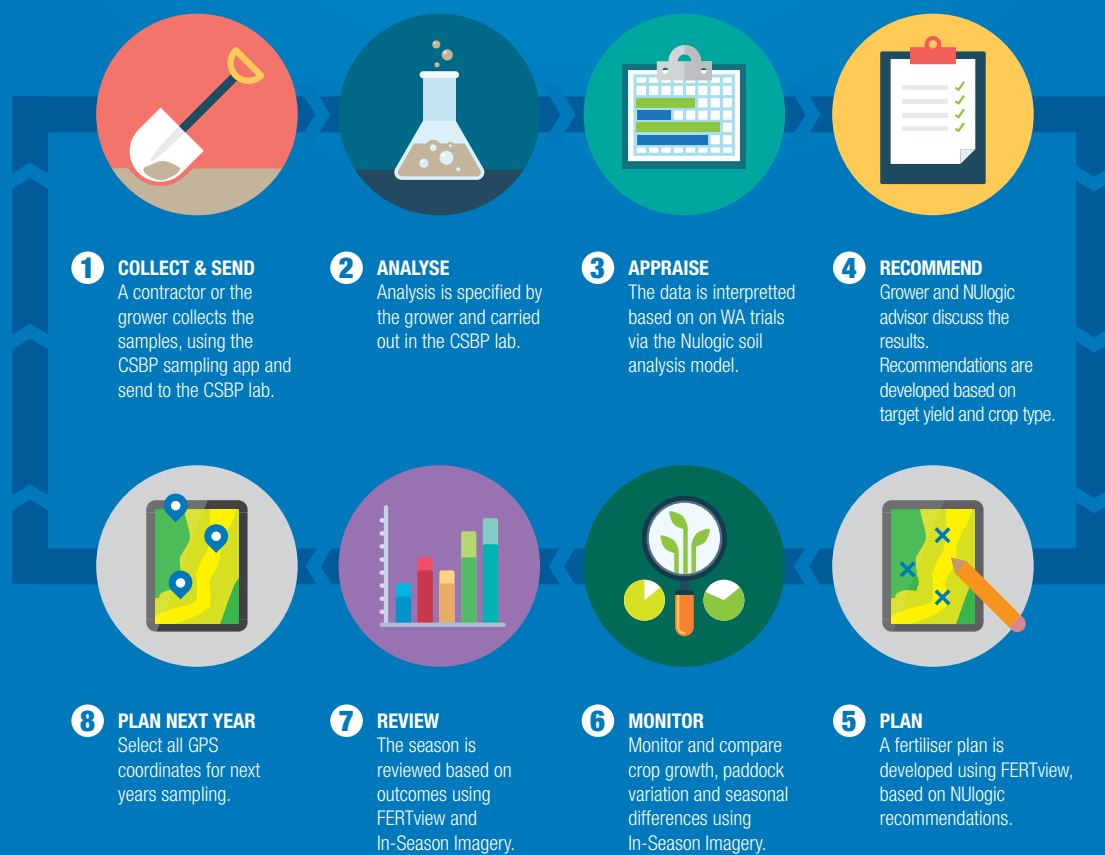 1 COLLECT & SEND
A contractor or the
grower collects the
samples, using the
CSBP sampling app and
send to the CSBP lab.
2 ANALYSE
Analysis is specified by
the grower and carried
out in the CSBP lab.
3 APPRAISE
The data is interpretted
based on on WA trials
via the Nulogic soil
analysis model.
4 RECOMMEND
Grower and NUlogic
advisor discuss the
results.
Recommendations are
developed based on
target yield and crop type.
8 PLAN NEXT YEAR
Select all GPS
coordinates for next
years sampling.
7 REVIEW
The season is
reviewed based on
outcomes using
FERTview and
In-Season Imagery.
6 MONITOR
Monitor and compare
crop growth, paddock
variation and seasonal
differences using
In-Season Imagery.
5 PLAN
A fertiliser plan is
developed using FERTview,
based on NUlogic
recommendations.